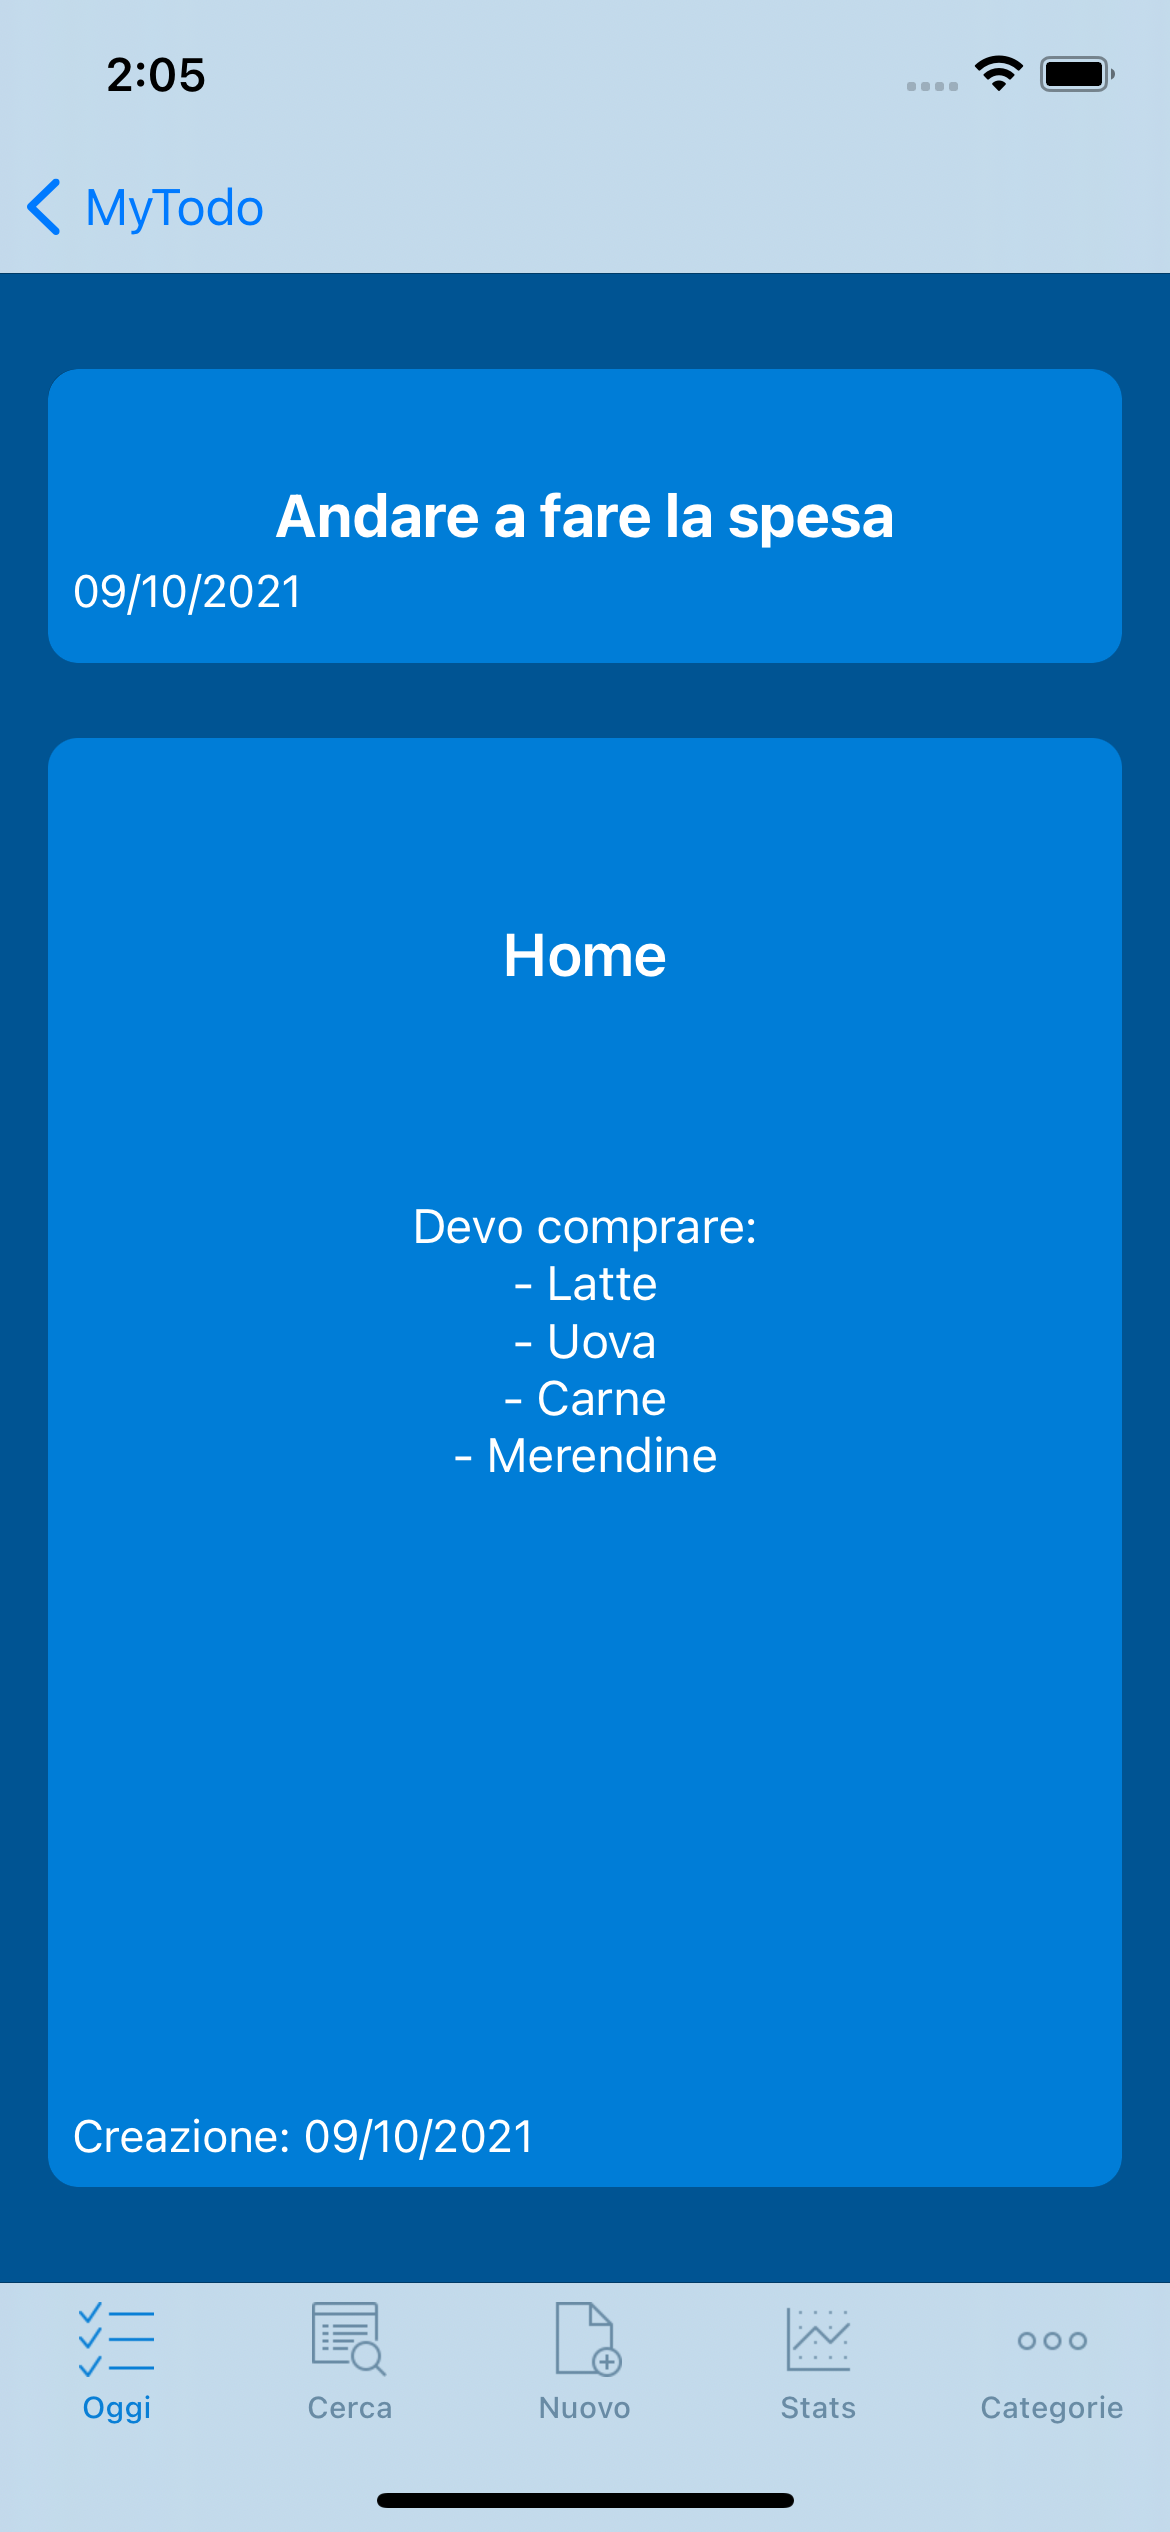 2:05
MyTodo
Andare a fare la spesa
09/10/2021
Home
Devo comprare:
- Latte
- Uova
- Carne
- Merendine
Creazione: 09/10/2021
Oggi
Cerca
Nuovo
Stats
Categorie